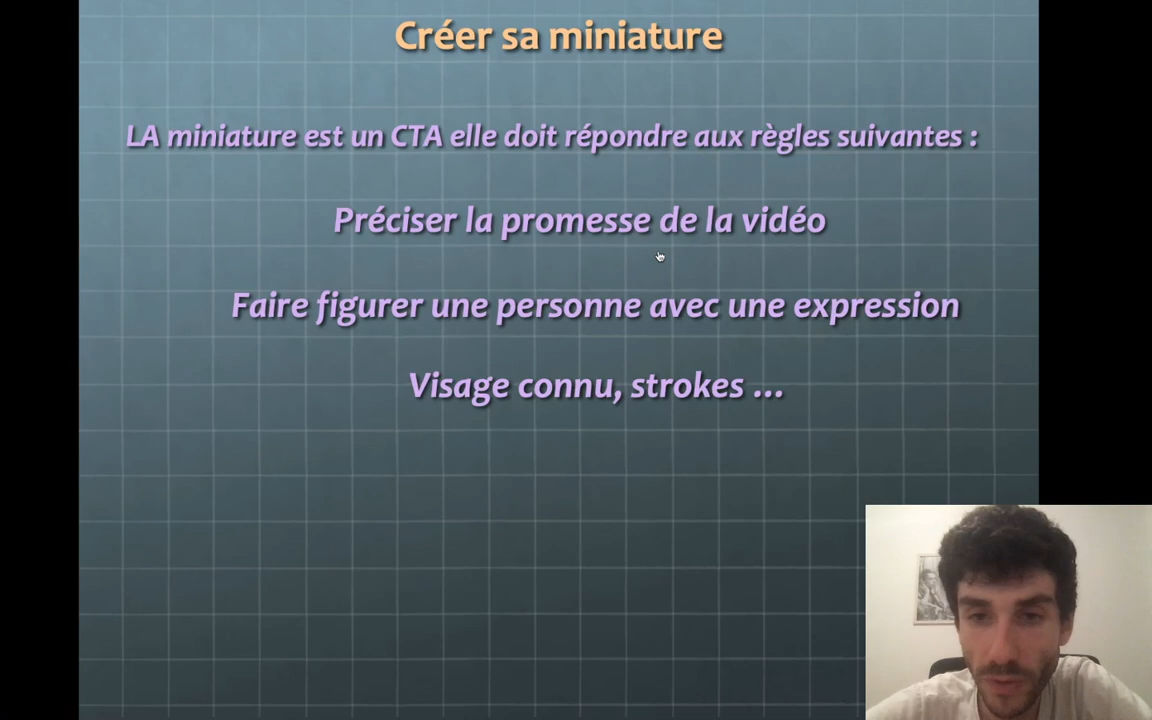 Créer sa miniature
LA miniature est un CTA elle doit répondre aux règles suivantes :
Préciser la promesse de la vidéo
Faire figurer une personne avec une expression
Visage connu, strokes ...